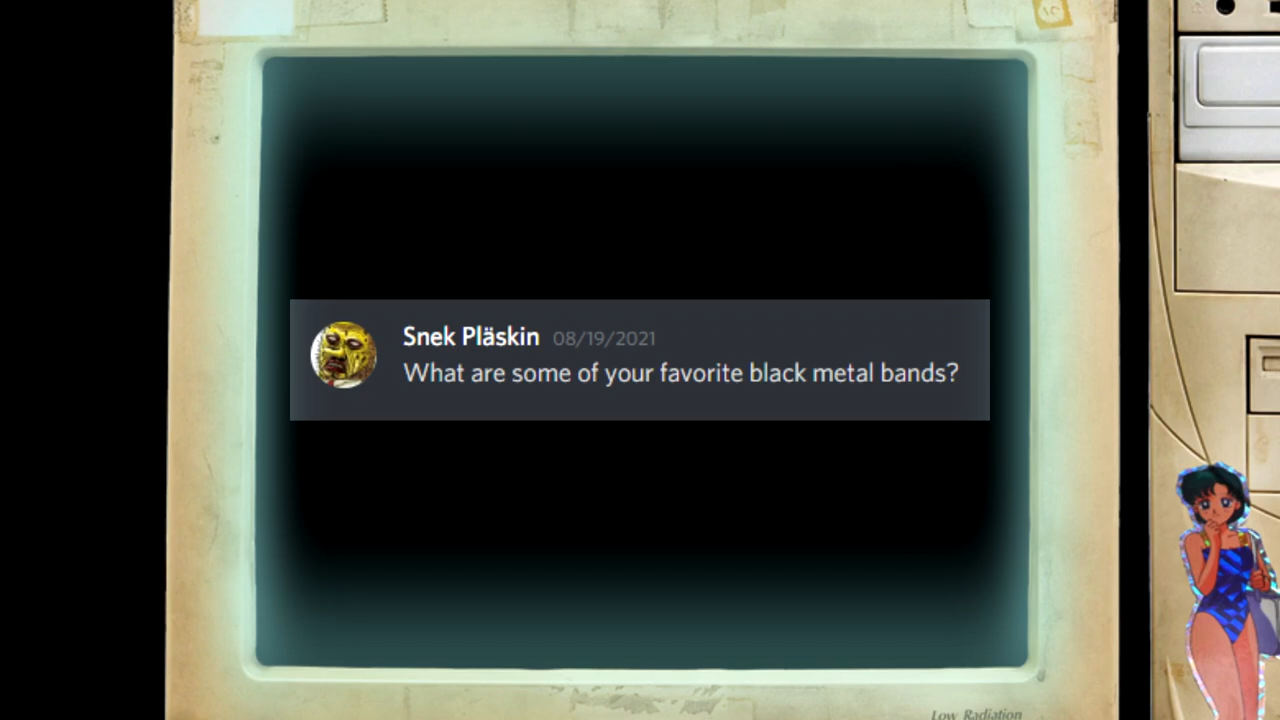 Snek Pläskin 08/19/2021
What are some of your favorite black metal bands?
Low Radiation